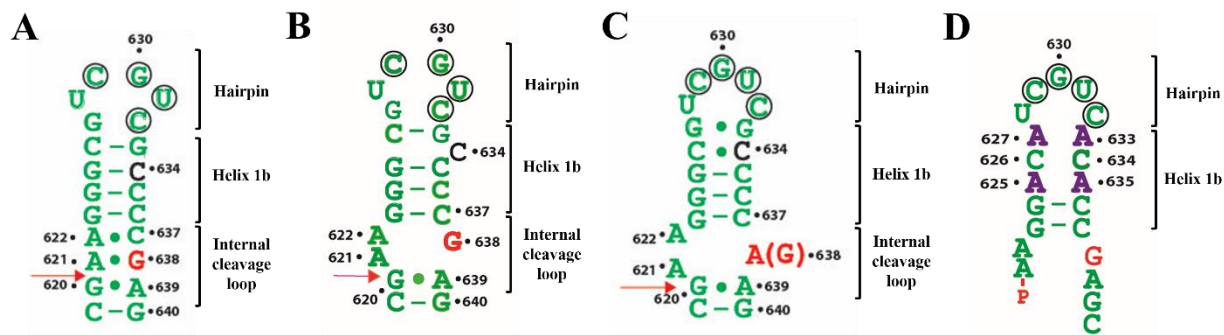 A
630
C G
U U
C Hairpin
G
C – G
G C •634
G – C Helix 1b
G – C
622• A • C •637
621• A • G •638 Internal
cleavage
loop
620• G • A •639
C – G •640
B
630
C G
U U
C Hairpin
G
C – G
C •634
G – C Helix 1b
G – C
G – C •637
622• A
G •638 Internal
cleavage
loop
621• A
G • A •639
620• C – G •640
C
630
U C G U C Hairpin
G • G
C • C •634
G – C Helix 1b
G – C
G – C •637
622• A
A(G) •638 Internal
cleavage
loop
621• A
620• G • A •639
C – G •640
D
630
U C G U C Hairpin
627• A A •633
626• C C •634 Helix 1b
625• A A •635
G – C
G – C
A G
A A
P G
C